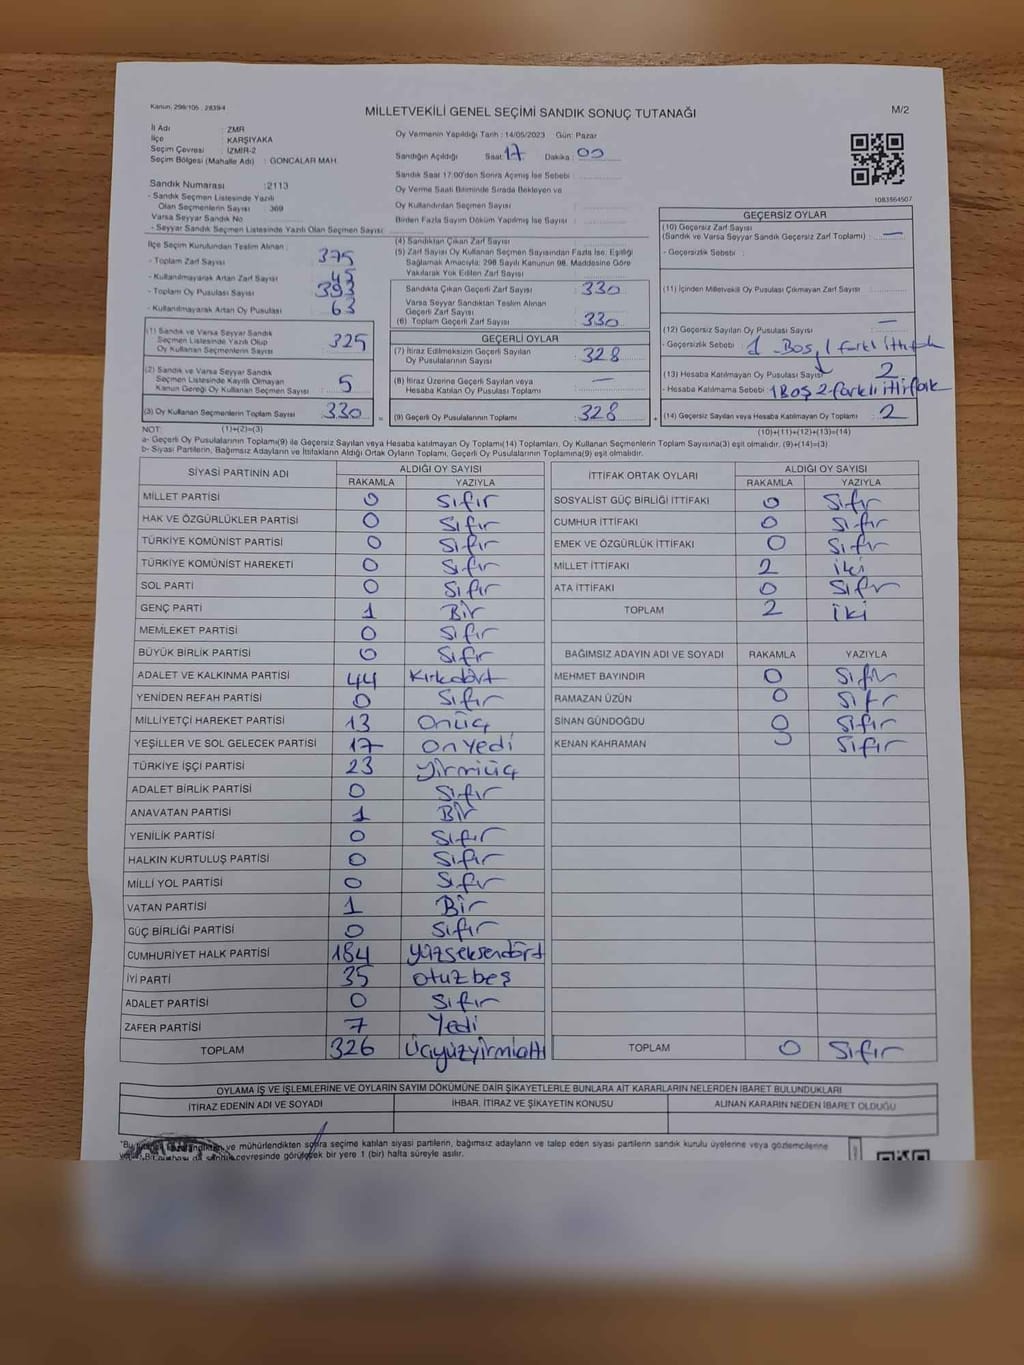 Kanun, 298/105 , 2839/4
MİLLETVEKİLİ GENEL SEÇİMİ SANDIK SONUÇ TUTANAĞI
M/2
İl Adı : ZMR
İlçe : KARŞIYAKA
Seçim Çevresi : İZMİR-2
Seçim Bölgesi (Mahalle Adı) : GONCALAR MAH.
Oy Vermenin Yapıldığı Tarih : 14/05/2023 Gün: Pazar
Sandığın Açıldığı Saat : 17 Dakika : 00
Sandık Saat 17:00'den Sonra Açımış İse Sebebi :
Oy Verme Saati Bitiminde Sırada Bekleyen ve
Oy Kullandırılan Seçmen Sayısı :
Birden Fazla Sayım Döküm Yapılmış İse Sayısı :
1083564507
Sandık Numarası :2113
- Sandık Seçmen Listesinde Yazılı
Olan Seçmenlerin Sayısı : 369
Varsa Seyyar Sandık No
- Seyyar Sandık Seçmen Listesinde Yazılı Olan Seçmen Sayısı:
İlçe Seçim Kurulundan Teslim Alınan :
- Toplam Zarf Sayısı : 375
- Kullanılmayarak Artan Zarf Sayısı : 45
- Toplam Oy Pusulası Sayısı : 393
- Kullanılmayarak Artan Oy Pusulası : 63
(1) Sandık ve Varsa Seyyar Sandık
Seçmen Listesinde Yazılı Olup
Oy Kullanan Seçmenlerin Sayısı : 325
(2) Sandık ve Varsa Seyyar Sandık
Seçmen Listesinde Kayıtlı Olmayan
Kanun Gereği Oy Kullanan Seçmen Sayısı : 5
(3) Oy Kullanan Seçmenlerin Toplam Sayısı : 330 =
(4) Sandıktan Çıkan Zarf Sayısı :
(5) Zarf Sayısı Oy Kullanan Seçmen Sayısından Fazla İse, Eşitliği
Sağlamak Amacıyla; 298 Sayılı Kanunun 98. Maddesine Göre
Yakılarak Yok Edilen Zarf Sayısı :
Sandıkta Çıkan Geçerli Zarf Sayısı : 330
Varsa Seyyar Sandıktan Teslim Alınan
Geçerli Zarf Sayısı :
(6) Toplam Geçerli Zarf Sayısı : 330
GEÇERLİ OYLAR
(7) İtiraz Edilmeksizin Geçerli Sayılan
Oy Pusulalarının Sayısı : 328
(8) İtiraz Üzerine Geçerli Sayılan veya
Hesaba Katılan Oy Pusulası Toplamı : —
(9) Geçerli Oy Pusulalarının Toplamı : 328 +
GEÇERSİZ OYLAR
(10) Geçersiz Zarf Sayısı
(Sandık ve Varsa Seyyar Sandık Geçersiz Zarf Toplamı) : —
- Geçersizlik Sebebi :
(11) İçinden Milletvekili Oy Pusulası Çıkmayan Zarf Sayısı :
(12) Geçersiz Sayılan Oy Pusulası Sayısı : —
- Geçersizlik Sebebi : 1 Boş, 1 farklı ittifak
(13) Hesaba Katılmayan Oy Pusulası Sayısı : 2
- Hesaba Katılmama Sebebi : 1 Boş 2-farklı ittifak
(14) Geçersiz Sayılan veya Hesaba Katılmayan Oy Toplamı : 2
NOT: (1)+(2)=(3) (10)+(11)+(12)+(13)=(14)
a- Geçerli Oy Pusulalarının Toplamı(9) ile Geçersiz Sayılan veya Hesaba katılmayan Oy Toplamı(14) Toplamları, Oy Kullanan Seçmenlerin Toplam Sayısına(3) eşit olmalıdır. (9)+(14)=(3)
b- Siyasi Partilerin, Bağımsız Adayların ve İttifakların Aldığı Ortak Oyların Toplamı, Geçerli Oy Pusulalarının Toplamına(9) eşit olmalıdır.
SİYASİ PARTİNİN ADI ALDIĞI OY SAYISI
RAKAMLA YAZIYLA
MİLLET PARTİSİ 0 Sıfır
HAK VE ÖZGÜRLÜKLER PARTİSİ 0 Sıfır
TÜRKİYE KOMÜNİST PARTİSİ 0 Sıfır
TÜRKİYE KOMÜNİST HAREKETİ 0 Sıfır
SOL PARTİ 0 Sıfır
GENÇ PARTİ 1 Bir
MEMLEKET PARTİSİ 0 Sıfır
BÜYÜK BİRLİK PARTİSİ 0 Sıfır
ADALET VE KALKINMA PARTİSİ 44 Kırkdört
YENİDEN REFAH PARTİSİ 0 Sıfır
MİLLİYETÇİ HAREKET PARTİSİ 13 Onüç
YEŞİLLER VE SOL GELECEK PARTİSİ 17 Onyedi
TÜRKİYE İŞÇİ PARTİSİ 23 Yirmiüç
ADALET BİRLİK PARTİSİ 0 Sıfır
ANAVATAN PARTİSİ 1 Bir
YENİLİK PARTİSİ 0 Sıfır
HALKIN KURTULUŞ PARTİSİ 0 Sıfır
MİLLİ YOL PARTİSİ 0 Sıfır
VATAN PARTİSİ 1 Bir
GÜÇ BİRLİĞİ PARTİSİ 0 Sıfır
CUMHURİYET HALK PARTİSİ 184 Yüzseksendört
İYİ PARTİ 35 Otuzbeş
ADALET PARTİSİ 0 Sıfır
ZAFER PARTİSİ 7 Yedi
TOPLAM 326 Üçyüzyirmialtı
İTTİFAK ORTAK OYLARI ALDIĞI OY SAYISI
RAKAMLA YAZIYLA
SOSYALİST GÜÇ BİRLİĞİ İTTİFAKI 0 Sıfır
CUMHUR İTTİFAKI 0 Sıfır
EMEK VE ÖZGÜRLÜK İTTİFAKI 0 Sıfır
MİLLET İTTİFAKI 2 iki
ATA İTTİFAKI 0 Sıfır
TOPLAM 2 iki
BAĞIMSIZ ADAYIN ADI VE SOYADI RAKAMLA YAZIYLA
MEHMET BAYINDIR 0 Sıfır
RAMAZAN ÜZÜN 0 Sıfır
SİNAN GÜNDOĞDU 0 Sıfır
KENAN KAHRAMAN 0 Sıfır
TOPLAM 0 Sıfır
OYLAMA İŞ VE İŞLEMLERİNE VE OYLARIN SAYIM DÖKÜMÜNE DAİR ŞİKAYETLERLE BUNLARA AİT KARARLARIN NELERDEN İBARET BULUNDUKLARI
İTİRAZ EDENİN ADI VE SOYADI İHBAR, İTİRAZ VE ŞİKAYETİN KONUSU ALINAN KARARIN NEDEN İBARET OLDUĞU
ve mühürlendikten sonra seçime katılan siyasi partilerin, bağımsız adayların ve talep eden siyasi partilerin sandık kurulu üyelerine veya gözlemcilerine
sandık çevresinde görülecek bir yere 1 (bir) hafta süreyle asılır.